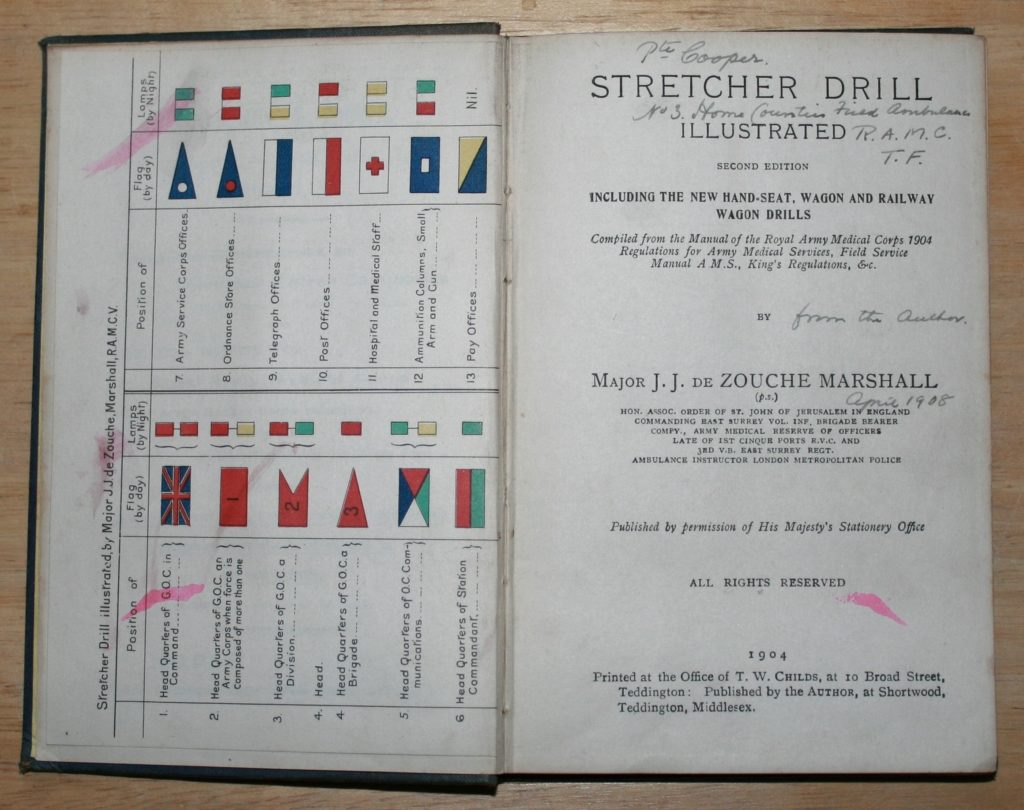 Stretcher Drill illustrated, by Major J.J. de Zouche, Marshall, R.A.M.C.V.
Position of
Flag (by day)
Lamps (by Night)
1. Head Quarters of G.O.C. in
Command
2. Head Quarters of G.O.C. an
Army Corps when force is
composed of more than one
1
3. Head Quarters of G.O.C. a
Division
2
4. Head.
4 Head Quarters of G.O.C. a
Brigade
3
5. Head Quarters of O.C. Com-
munications
6 Head Quarters of Station
Commandant
Position of
Flag (by day)
Lamps (by Night)
7. Army Service Corps Offices.
8. Ordnance Store Offices
9. Telegraph Offices
10. Post Offices
11. Hospital and Medical Staff
12. Ammunition Columns, Small
Arm and Gun
13 Pay Offices
Nil.
Pte Cooper.
STRETCHER DRILL
No 3. Home Counties Field Ambulance
ILLUSTRATED R. A. M. C.
T. F.
SECOND EDITION
INCLUDING THE NEW HAND-SEAT, WAGON AND RAILWAY
WAGON DRILLS
Compiled from the Manual of the Royal Army Medical Corps 1904
Regulations for Army Medical Services, Field Service
Manual A M.S., King's Regulations, &c.
BY from the Author.
MAJOR J. J. DE ZOUCHE MARSHALL
(p.s.)
April 1908
HON. ASSOC. ORDER OF ST. JOHN OF JERUSALEM IN ENGLAND
COMMANDING EAST SURREY VOL. INF. BRIGADE BEARER
COMPY., ARMY MEDICAL RESERVE OF OFFICERS
LATE OF 1ST CINQUE PORTS R.V.C. AND
3RD V.B. EAST SURREY REGT.
AMBULANCE INSTRUCTOR LONDON METROPOLITAN POLICE
Published by permission of His Majesty's Stationery Office
ALL RIGHTS RESERVED
1904
Printed at the Office of T. W. CHILDS, at 10 Broad Street,
Teddington: Published by the AUTHOR, at Shortwood,
Teddington, Middlesex.